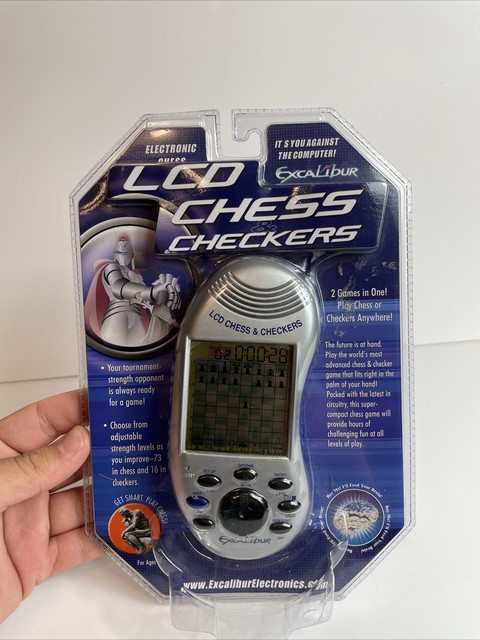 ELECTRONIC
CHESS
IT'S YOU AGAINST
THE COMPUTER!
EXCALIBUR
LCD
CHESS
&
CHECKERS
2 Games in One!
Play Chess or
Checkers Anywhere!
The future is at hand.
Play the world's most
advanced chess & checker
game that fits right in the
palm of your hand!
Packed with the latest in
circuitry, this super-
compact chess game will
provide hours of
challenging fun at all
levels of play.
• Your tournament-
strength opponent
is always ready
for a game!
• Choose from
adjustable
strength levels as
you improve–73
in chess and 16 in
checkers.
LCD CHESS & CHECKERS
02 0:00:28
EXCALIBUR
GET SMART. PLAY CHESS!
For Ages
www.ExcaliburElectronics.com